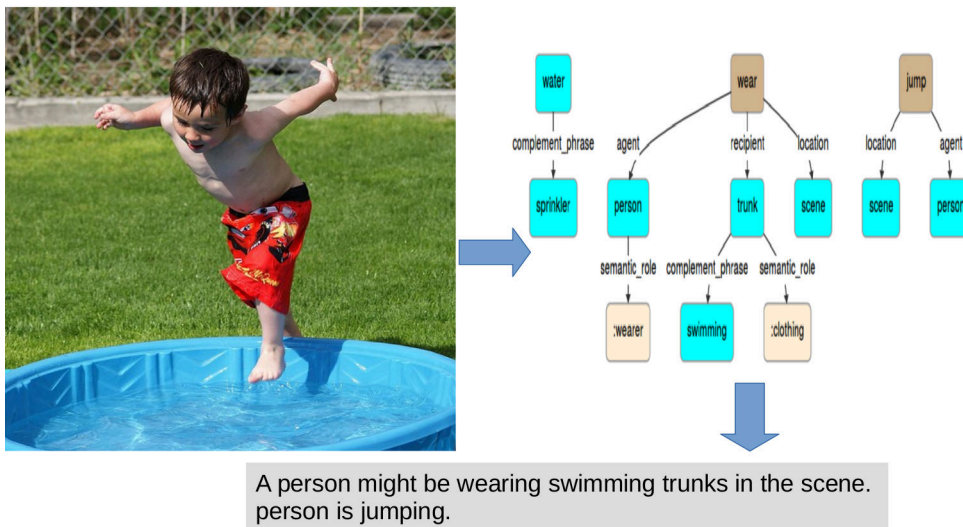 water
wear
jump
complement_phrase
agent
recipient
location
location
agent
sprinkler
person
trunk
scene
scene
person
semantic_role
complement_phrase
semantic_role
:wearer
swimming
:clothing
A person might be wearing swimming trunks in the scene.
person is jumping.